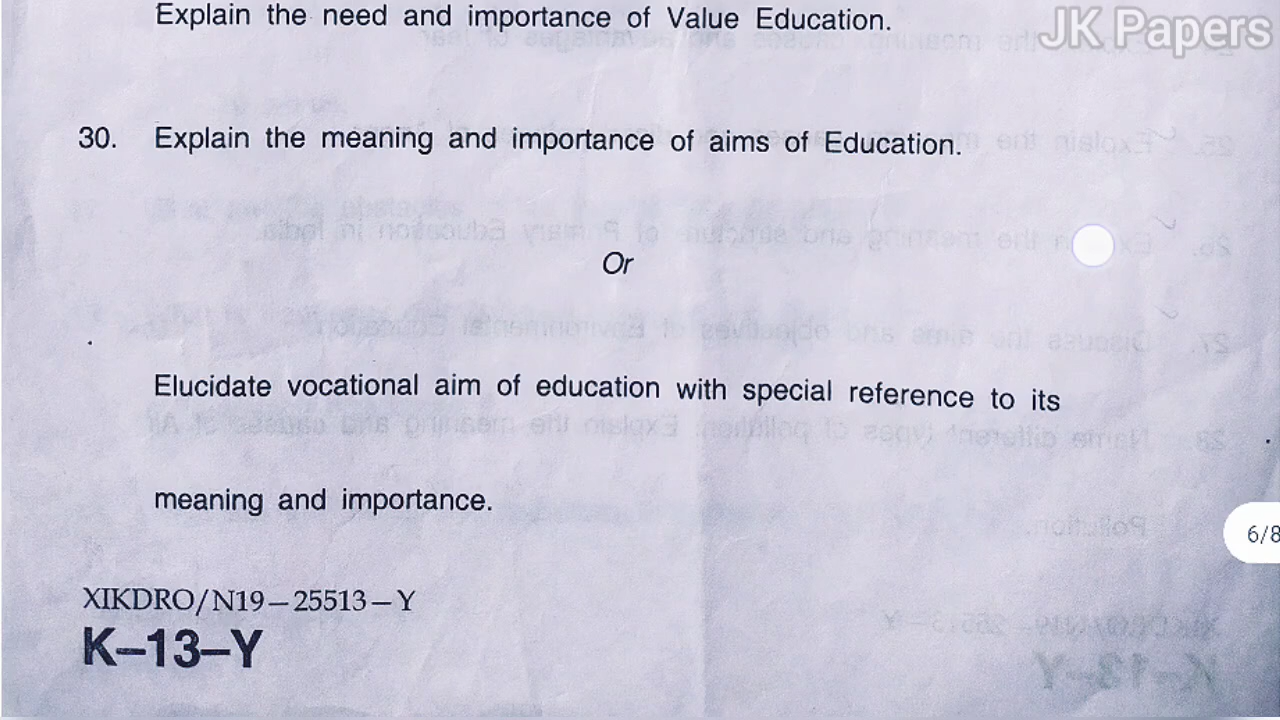 Explain the need and importance of Value Education.
JK Papers
30. Explain the meaning and importance of aims of Education.
Or
Elucidate vocational aim of education with special reference to its
meaning and importance.
6/8
XIKDRO/N19-25513-Y
K-13-Y